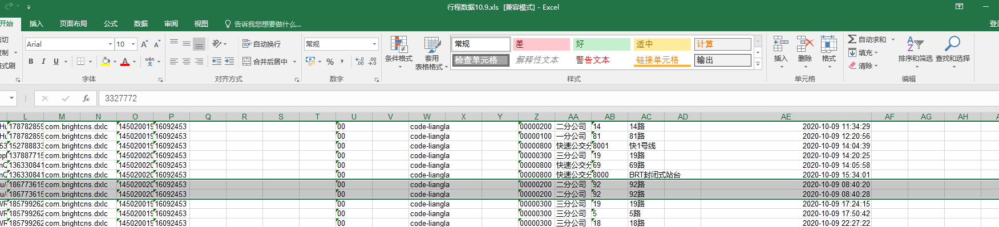 行程数据10.9.xls [兼容模式] - Excel
开始 插入 页面布局 公式 数据 审阅 视图 告诉我您想要做什么...
剪切 Arial 10 自动换行 常规 常规 差 好 适中 计算 自动求和
B I U wén 合并后居中 条件格式 套用 表格格式 检查单元格 解释性文本 警告文本 链接单元格 输出 插入 删除 格式 填充 排序和筛选 查找和选择
格式刷 清除
字体 对齐方式 数字 样式 单元格 编辑
fx 3327772
L M N O P Q R S T U V W X Y Z AA AB AC AD AE AF AG AH
178782859 com.brightcns.dxlc 145020019 16092453 00 code-liangla 00000200 二分公司 14 14路 2020-10-09 11:34:29
178782859 com.brightcns.dxlc 145020019 16092453 00 code-liangla 00000100 一分公司 81 81路 2020-10-09 12:20:56
53 152788833 com.brightcns.dxlc 145020019 16092453 00 code-liangla 00000800 快速公交分 8001 快1号线 2020-10-09 14:04:39
ppl 137887715 com.brightcns.dxlc 145020020 16092453 00 code-liangla 00000300 三分公司 19 19路 2020-10-09 14:20:25
mQ 136330841 com.brightcns.dxlc 145020020 16092453 00 code-liangla 00000800 快速公交分 69 69路 2020-10-09 14:05:58
mQ 136330841 com.brightcns.dxlc 145020019 16092453 00 code-liangla 00000800 快速公交分 8000 BRT封闭式站台 2020-10-09 15:34:01
u/ 186773615 com.brightcns.dxlc 145020020 16092453 00 code-liangla 00000200 二分公司 92 92路 2020-10-09 08:40:20
u/ 186773615 com.brightcns.dxlc 145020020 16092453 00 code-liangla 00000200 二分公司 92 92路 2020-10-09 08:40:28
185799262 com.brightcns.dxlc 145020019 16092453 00 code-liangla 00000300 三分公司 19 19路 2020-10-09 17:24:15
185799262 com.brightcns.dxlc 145020019 16092453 00 code-liangla 00000300 三分公司 5 5路 2020-10-09 17:50:42
185799262 com.brightcns.dxlc 145020019 16092453 00 code-liangla 00000300 三分公司 18 18路 2020-10-09 22:27:22